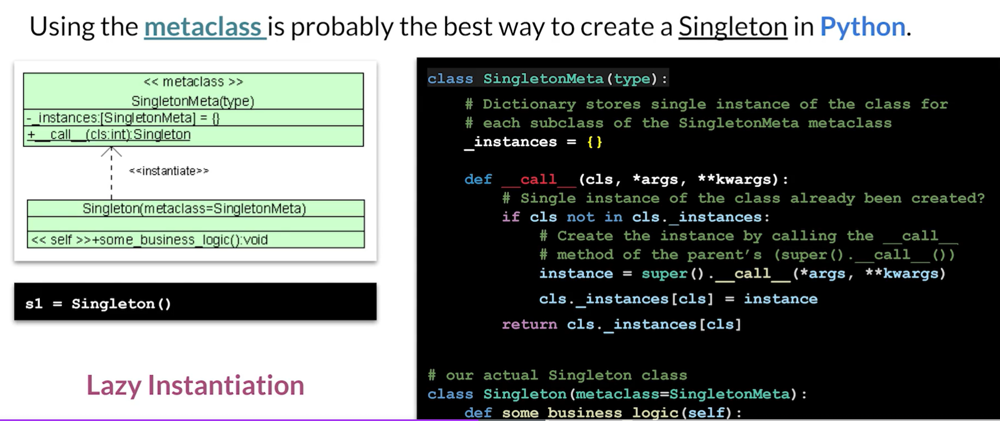 Using the metaclass is probably the best way to create a Singleton in Python.
<< metaclass >>
SingletonMeta(type)
-_instances:[SingletonMeta] = {}
+__call__(cls:int):Singleton
<<instantiate>>
Singleton(metaclass=SingletonMeta)
<< self >>+some_business_logic():void
s1 = Singleton()
Lazy Instantiation
class SingletonMeta(type):
# Dictionary stores single instance of the class for
# each subclass of the SingletonMeta metaclass
_instances = {}
def __call__(cls, *args, **kwargs):
# Single instance of the class already been created?
if cls not in cls._instances:
# Create the instance by calling the __call__
# method of the parent’s (super().__call__())
instance = super().__call__(*args, **kwargs)
cls._instances[cls] = instance
return cls._instances[cls]
# our actual Singleton class
class Singleton(metaclass=SingletonMeta):
def some_business_logic(self):